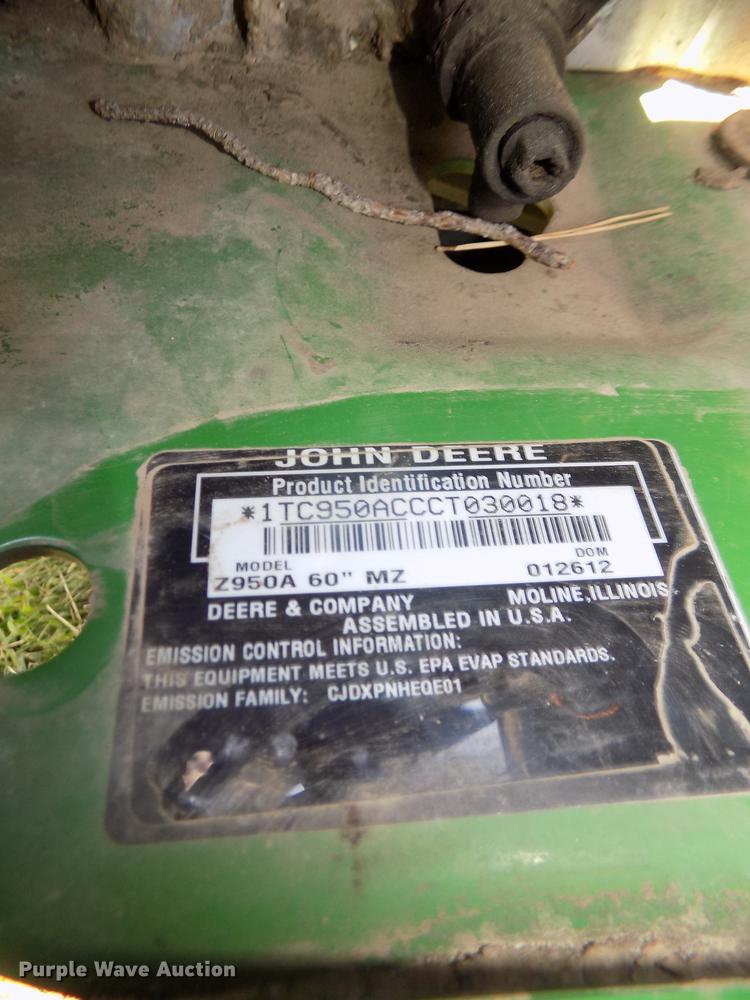 JOHN DEERE
Product Identification Number
*1TC950ACCCT030018*
MODEL DOM
Z950A 60" MZ 012612
DEERE & COMPANY MOLINE,ILLINOIS
ASSEMBLED IN U.S.A.
EMISSION CONTROL INFORMATION:
THIS EQUIPMENT MEETS U.S. EPA EVAP STANDARDS.
EMISSION FAMILY: CJDXPNHEQE01
Purple Wave Auction